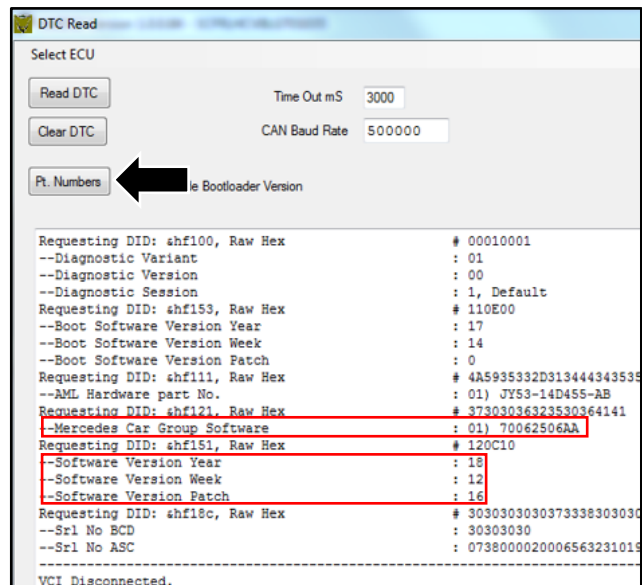 DTC Read
Select ECU
Read DTC
Time Out mS 3000
Clear DTC
CAN Baud Rate 500000
Pt. Numbers
le Bootloader Version
Requesting DID: &hf100, Raw Hex # 00010001
--Diagnostic Variant : 01
--Diagnostic Version : 00
--Diagnostic Session : 1, Default
Requesting DID: &hf153, Raw Hex # 110E00
--Boot Software Version Year : 17
--Boot Software Version Week : 14
--Boot Software Version Patch : 0
Requesting DID: &hf111, Raw Hex # 4A5935332D313444343535
--AML Hardware part No. : 01) JY53-14D455-AB
Requesting DID: &hf121, Raw Hex # 37303036323530364141
--Mercedes Car Group Software : 01) 70062506AA
Requesting DID: &hf151, Raw Hex # 120C10
--Software Version Year : 18
--Software Version Week : 12
--Software Version Patch : 16
Requesting DID: &hf18c, Raw Hex # 3030303030373338303030
--Srl No BCD : 30303030
--Srl No ASC : 0738000020006563231019
VCI Disconnected.